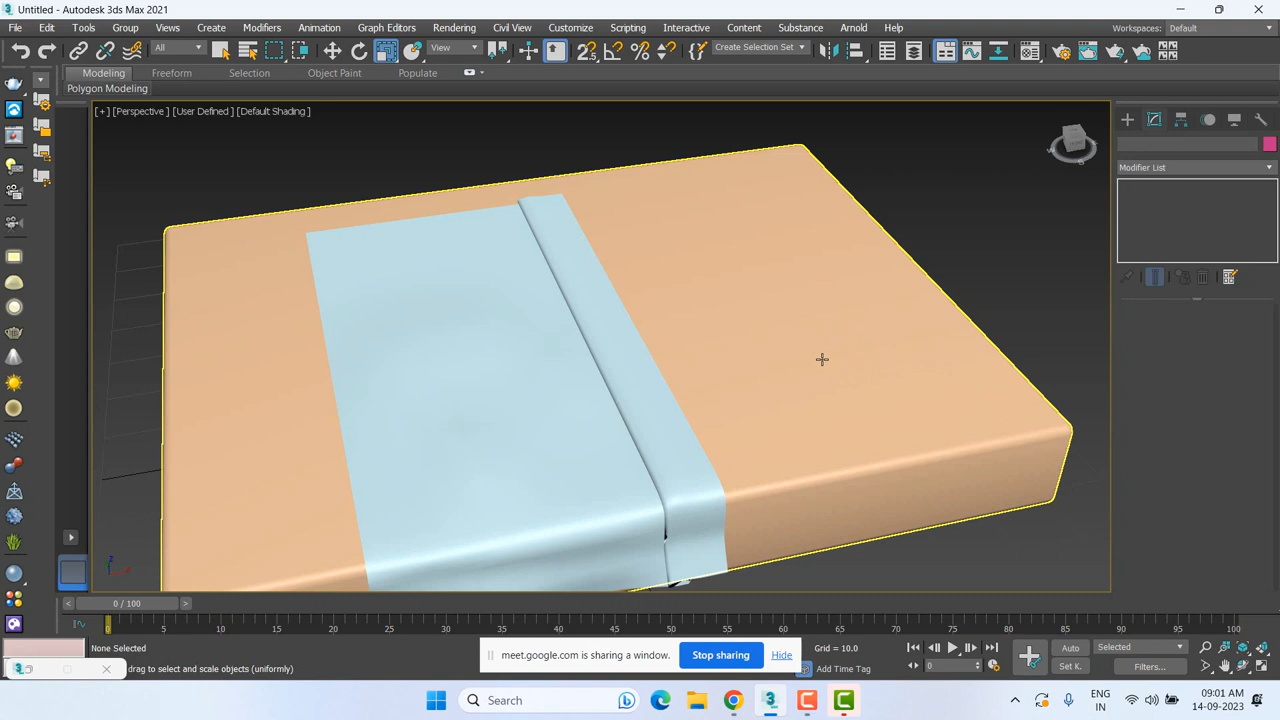 Untitled - Autodesk 3ds Max 2021
File Edit Tools Group Views Create Modifiers Animation Graph Editors Rendering Civil View Customize Scripting Interactive Content Substance Arnold Help Workspaces: Default
All View Create Selection Set
Modeling Freeform Selection Object Paint Populate
Polygon Modeling
[+] [Perspective ] [User Defined ] [Default Shading ]
Modifier List
< 0 / 100 >
0 5 10 15 20 25 30 35 40 45 50 55 60 65 70 75 80 85 90 95 100
None Selected
drag to select and scale objects (uniformly)
meet.google.com is sharing a window. Stop sharing Hide
Grid = 10.0
Add Time Tag
0
Auto Selected
Set K. Filters...
Search
ENG
IN
09:01 AM
14-09-2023